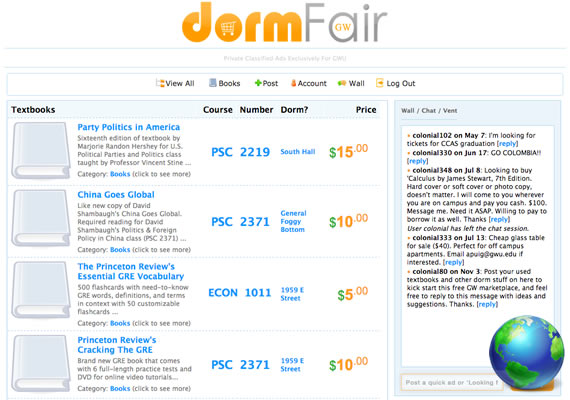 dormFair
GW
Private Classified Ads Exclusively For GWU
View All Books Post Account Wall Log Out
Textbooks Course Number Dorm? Price
Party Politics in America
Sixteenth edition of textbook by
Marjorie Randon Hershey for U.S.
Political Parties and Politics class
taught by Professor Vincent Stine ...
Category: Books (click to see more)
PSC 2219 South Hall $15.00
China Goes Global
Like new copy of David
Shambaugh's China Goes Global.
Required reading for David
Shambaugh's Politics & Foreign
Policy in China class (PSC 2371) ...
Category: Books (click to see more)
PSC 2371 General
Foggy
Bottom
$10.00
The Princeton Review's
Essential GRE Vocabulary
500 flashcards with need-to-know
GRE words, definitions, and terms
in context with 50 customizable
flashcards ...
Category: Books (click to see more)
ECON 1011 1959 E
Street
$5.00
Princeton Review's
Cracking The GRE
Brand new GRE book that comes
with 6 full-length practice tests and
DVD for online video tutorials...
Category: Books (click to see more)
PSC 2371 1959 E
Street
$10.00
Wall / Chat / Vent
colonial102 on May 7: I'm looking for
tickets for CCAS graduation [reply]
colonial330 on Jun 17: GO COLOMBIA!!
[reply]
colonial348 on Jul 8: Looking to buy
'Calculus by James Stewart, 7th Edition.
Hard cover or soft cover or photo copy,
doesn't matter. I will come to you wherever
you are on campus and pay you cash. $100.
Message me. Need it ASAP. Willing to pay to
borrow it as well. Thanks [reply]
User colonial has left the chat session.
colonial333 on Jul 13: Cheap glass table
for sale ($40). Perfect for off campus
apartments. Email apuig@gwu.edu if
interested. [reply]
colonial80 on Nov 3: Post your used
textbooks and other dorm stuff on here to
kick start this free GW marketplace, and feel
free to reply to this message with ideas and
suggestions. Thanks. [reply]
Post a quick ad or 'Looking f